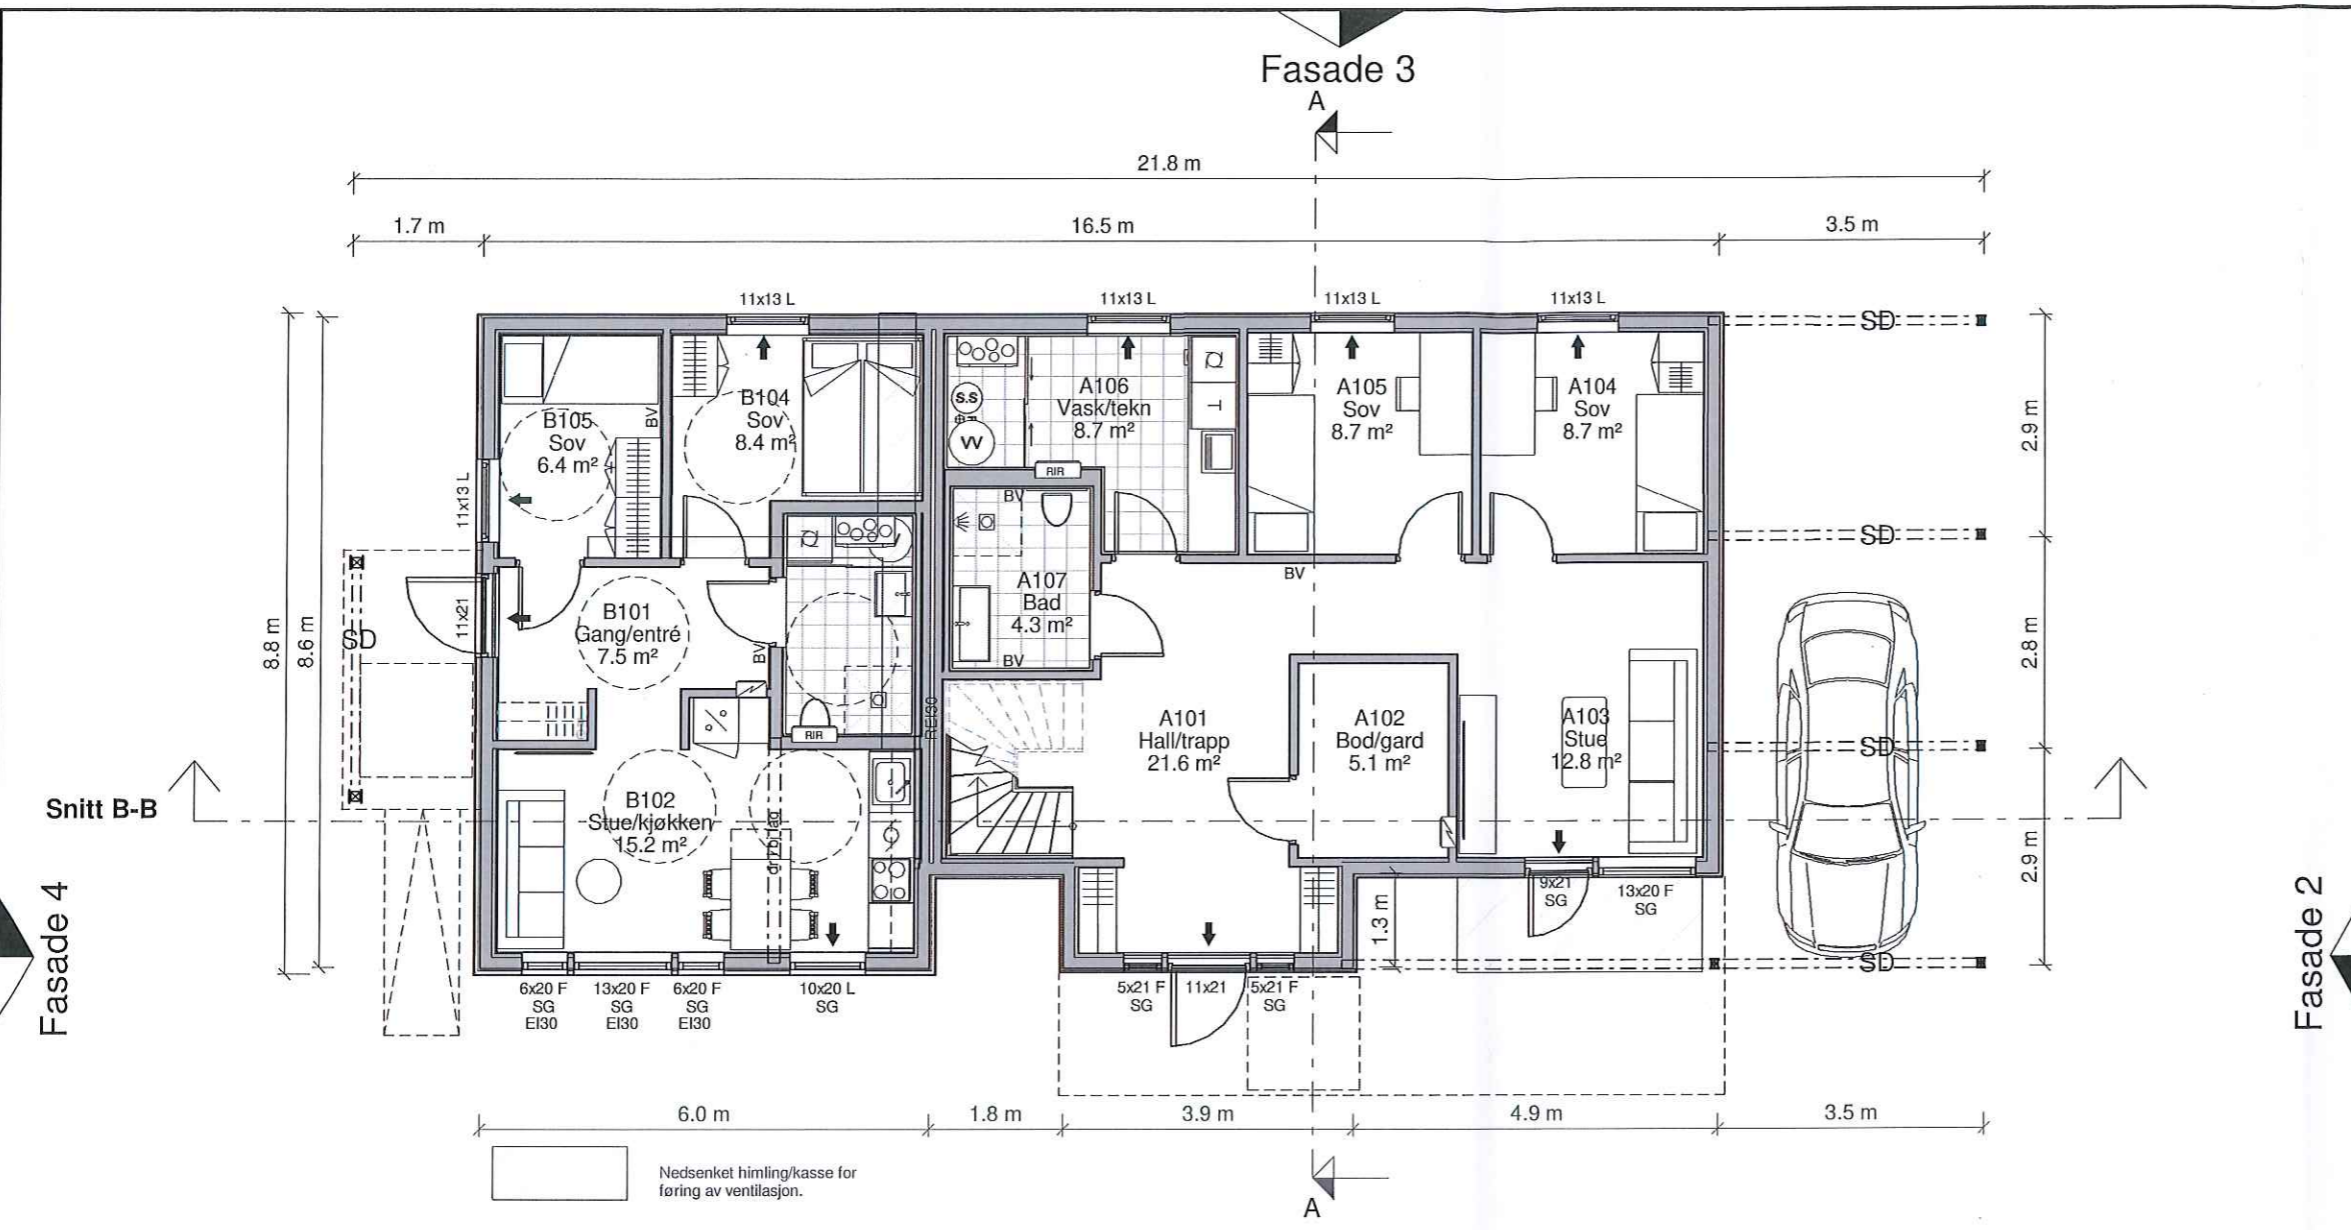 Fasade 3
A
21.8 m
1.7 m
16.5 m
3.5 m
11x13 L
11x13 L
11x13 L
11x13 L
SD
B105
Sov
6.4 m²
BV
B104
Sov
8.4 m²
S.S
VV
A106
Vask/tekn
8.7 m²
T
RIR
A105
Sov
8.7 m²
A104
Sov
8.7 m²
2.9 m
11x13 L
BV
SD
8.8 m
8.6 m
SD
11x21
B101
Gang/entré
7.5 m²
BV
A107
Bad
4.3 m²
BV
BV
2.8 m
RIR
REI30
A101
Hall/trapp
21.6 m²
A102
Bod/gard
5.1 m²
A103
Stue
12.8 m²
SD
Snitt B-B
B102
Stue/kjøkken
15.2 m²
2.9 m
9x21
SG
13x20 F
SG
1.3 m
SD
Fasade 4
Fasade 2
6x20 F
SG
EI30
13x20 F
SG
EI30
6x20 F
SG
EI30
10x20 L
SG
5x21 F
SG
11x21
5x21 F
SG
6.0 m
1.8 m
3.9 m
4.9 m
3.5 m
Nedsenket himling/kasse for
føring av ventilasjon.
A